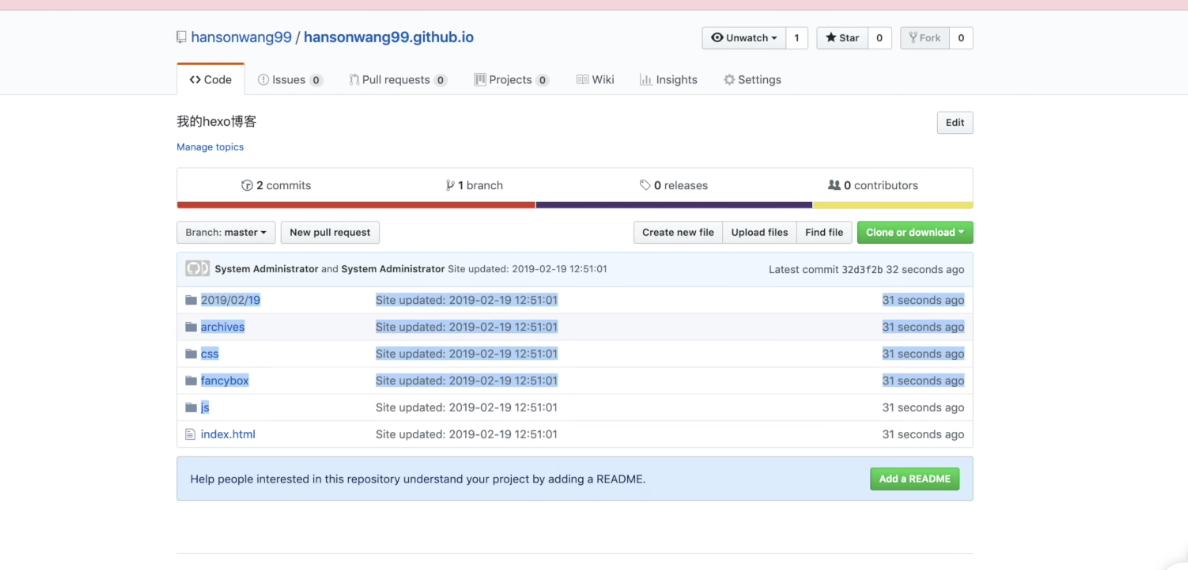 hansonwang99 / hansonwang99.github.io
Unwatch 1 Star 0 Fork 0
Code Issues 0 Pull requests 0 Projects 0 Wiki Insights Settings
我的hexo博客 Edit
Manage topics
2 commits 1 branch 0 releases 0 contributors
Branch: master New pull request Create new file Upload files Find file Clone or download
System Administrator and System Administrator Site updated: 2019-02-19 12:51:01 Latest commit 32d3f2b 32 seconds ago
2019/02/19 Site updated: 2019-02-19 12:51:01 31 seconds ago
archives Site updated: 2019-02-19 12:51:01 31 seconds ago
css Site updated: 2019-02-19 12:51:01 31 seconds ago
fancybox Site updated: 2019-02-19 12:51:01 31 seconds ago
js Site updated: 2019-02-19 12:51:01 31 seconds ago
index.html Site updated: 2019-02-19 12:51:01 31 seconds ago
Help people interested in this repository understand your project by adding a README. Add a README